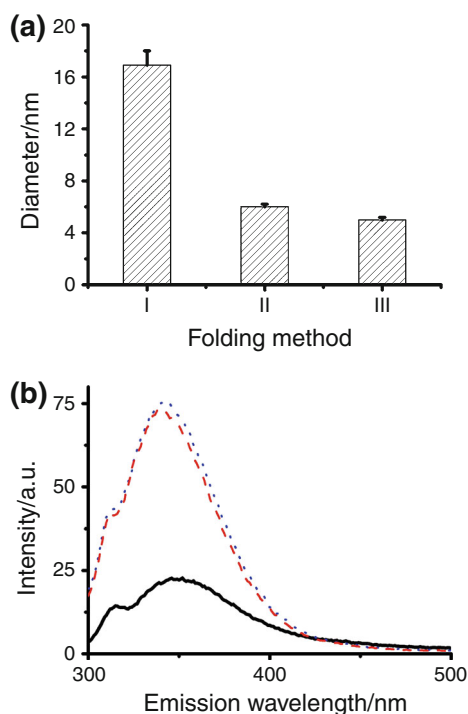 (a)
20
16
12
8
4
0
Diameter/nm
I II III
Folding method
(b)
75
50
25
0
Intensity/a.u.
300 400 500
Emission wavelength/nm